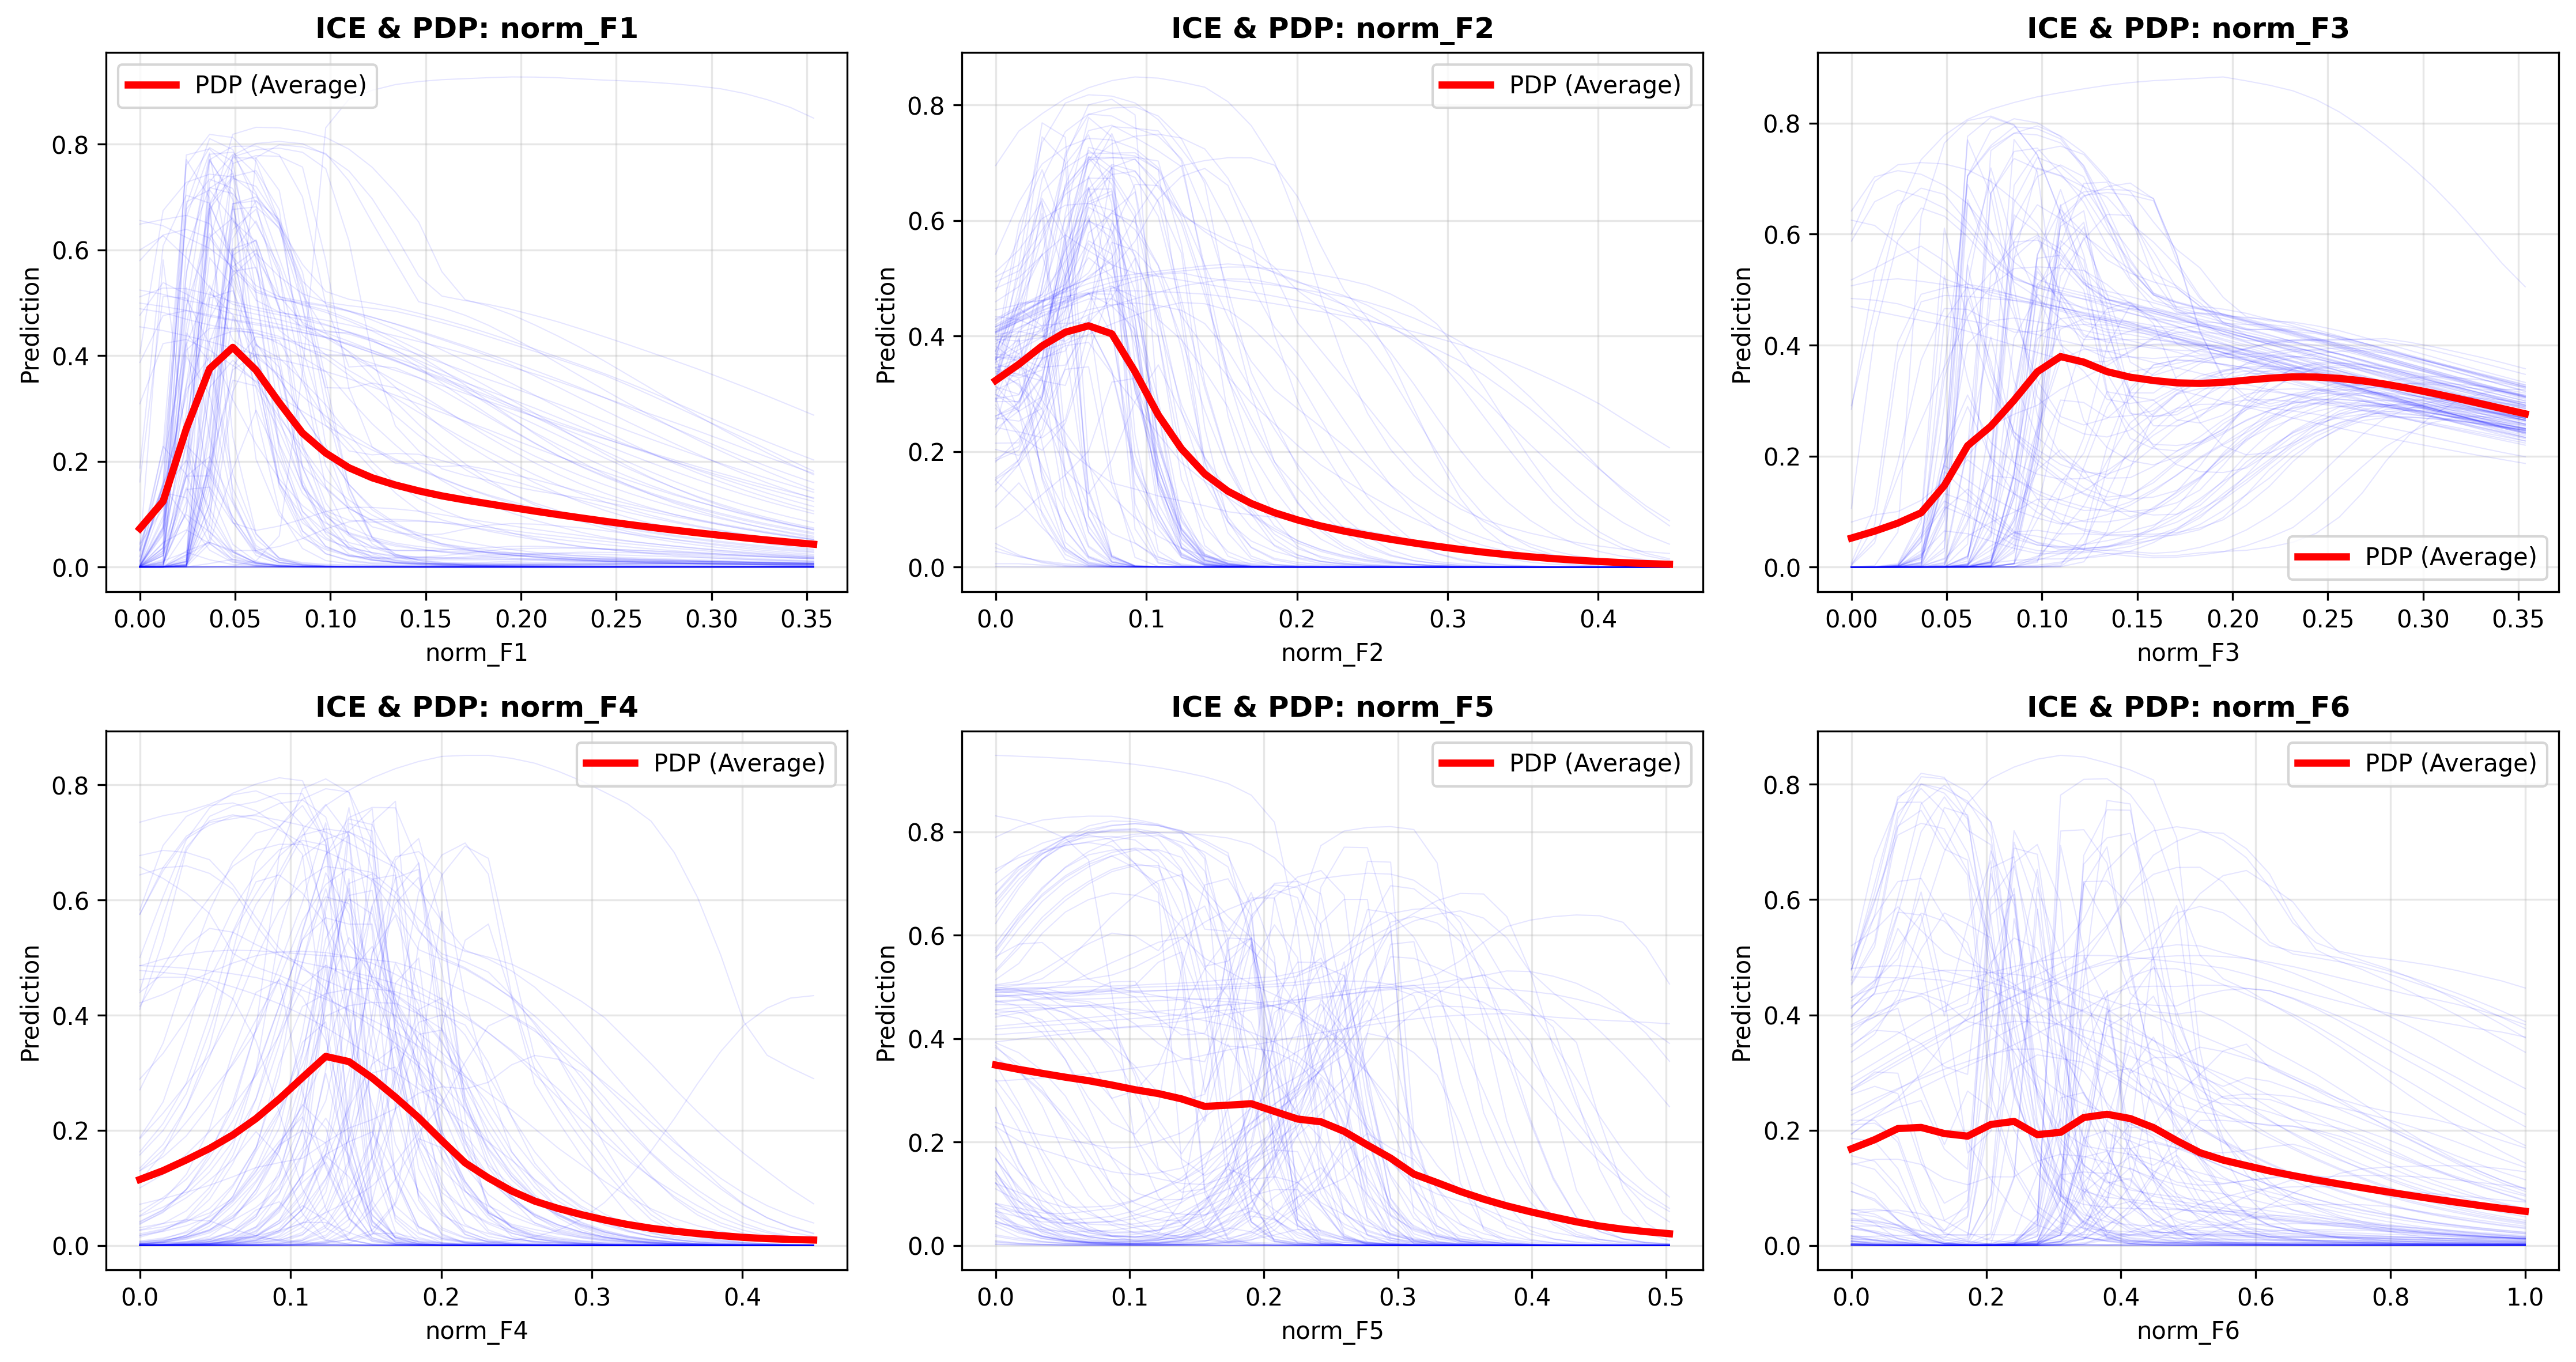 ICE & PDP: norm_F1
PDP (Average)
Prediction
0.8
0.6
0.4
0.2
0.0
0.00 0.05 0.10 0.15 0.20 0.25 0.30 0.35
norm_F1
ICE & PDP: norm_F2
PDP (Average)
Prediction
0.8
0.6
0.4
0.2
0.0
0.0 0.1 0.2 0.3 0.4
norm_F2
ICE & PDP: norm_F3
PDP (Average)
Prediction
0.8
0.6
0.4
0.2
0.0
0.00 0.05 0.10 0.15 0.20 0.25 0.30 0.35
norm_F3
ICE & PDP: norm_F4
PDP (Average)
Prediction
0.8
0.6
0.4
0.2
0.0
0.0 0.1 0.2 0.3 0.4
norm_F4
ICE & PDP: norm_F5
PDP (Average)
Prediction
0.8
0.6
0.4
0.2
0.0
0.0 0.1 0.2 0.3 0.4 0.5
norm_F5
ICE & PDP: norm_F6
PDP (Average)
Prediction
0.8
0.6
0.4
0.2
0.0
0.0 0.2 0.4 0.6 0.8 1.0
norm_F6